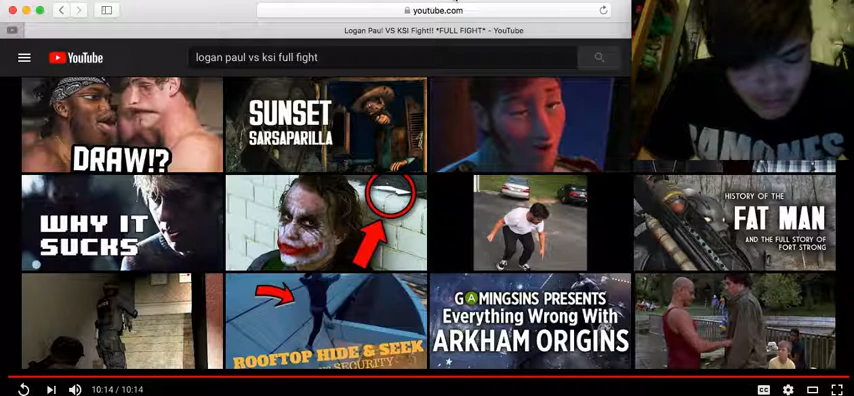 youtube.com
Logan Paul VS KSI Fight!! *FULL FIGHT* - YouTube
YouTube
logan paul vs ksi full fight
RAMONES
DRAW!?
SUNSET
SARSAPARILLA
WHY IT
SUCKS
HISTORY OF THE
FAT MAN
AND THE FULL STORY OF
FORT STRONG
ROOFTOP HIDE & SEEK
SECURITY
GAMINGSINS PRESENTS
Everything Wrong With
ARKHAM ORIGINS
10:14 / 10:14
CC